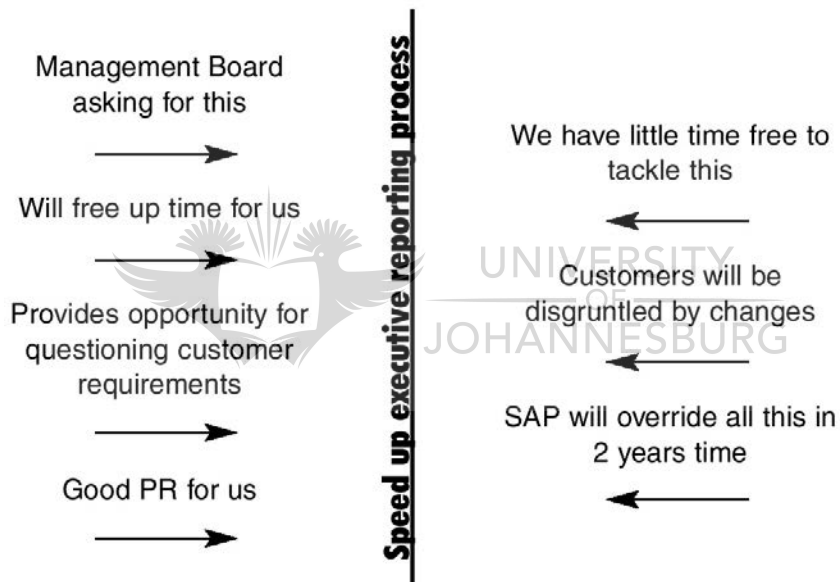 Management Board
asking for this
Will free up time for us
Provides opportunity for
questioning customer
requirements
Good PR for us
Speed up executive reporting process
We have little time free to
tackle this
Customers will be
disgruntled by changes
SAP will override all this in
2 years time
UNIVERSITY
OF
JOHANNESBURG